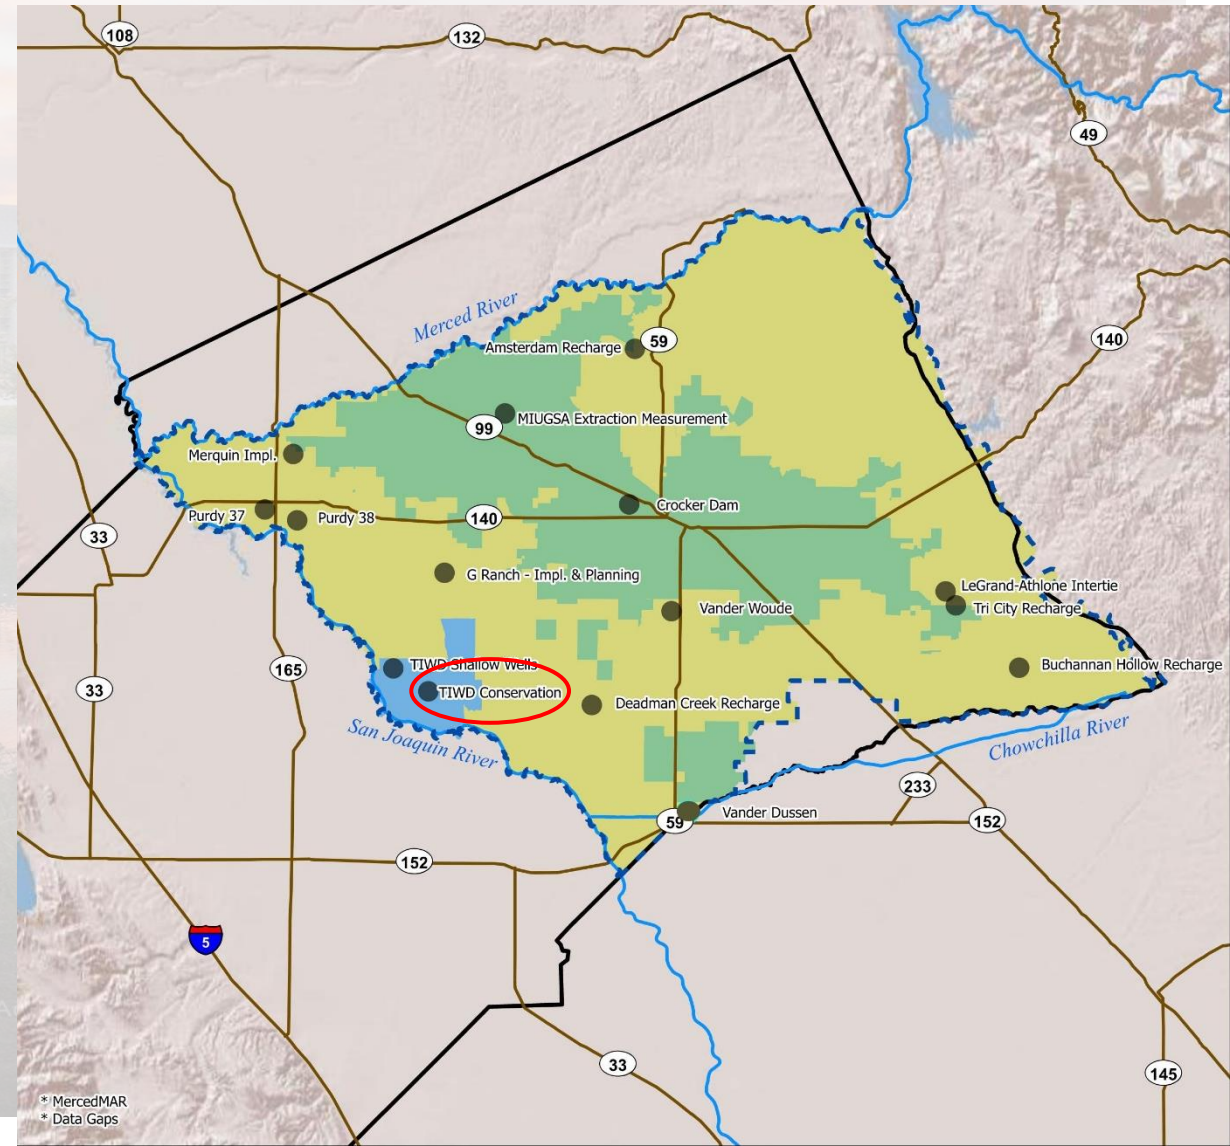 108
132
49
Merced River
Amsterdam Recharge
59
140
MIUGSA Extraction Measurement
99
Merquin Impl.
Purdy 37
Purdy 38
140
Crocker Dam
33
G Ranch - Impl. & Planning
LeGrand-Athlone Intertie
Vander Woude
Tri City Recharge
165
TIWD Shallow Wells
Buchannan Hollow Recharge
33
TIWD Conservation
Deadman Creek Recharge
San Joaquin River
Chowchilla River
233
59
Vander Dussen
152
152
5
33
145
* MercedMAR
* Data Gaps